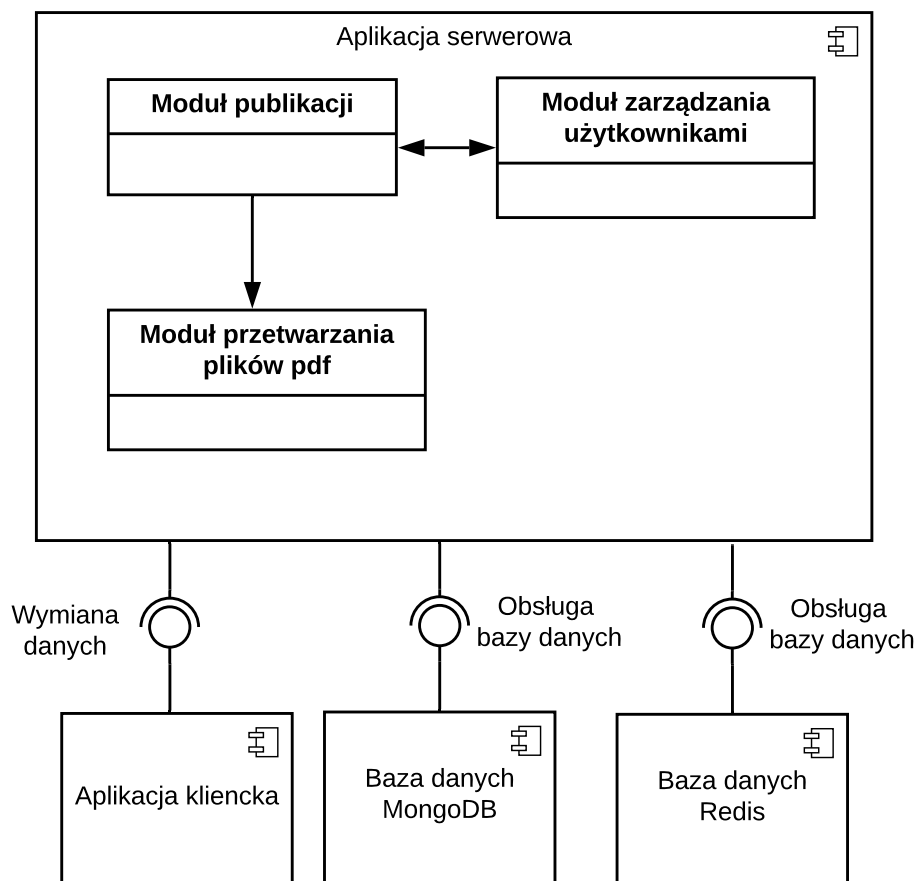 Aplikacja serwerowa
Moduł publikacji
Moduł zarządzania
użytkownikami
Moduł przetwarzania
plików pdf
Wymiana
danych
Obsługa
bazy danych
Obsługa
bazy danych
Aplikacja kliencka
Baza danych
MongoDB
Baza danych
Redis